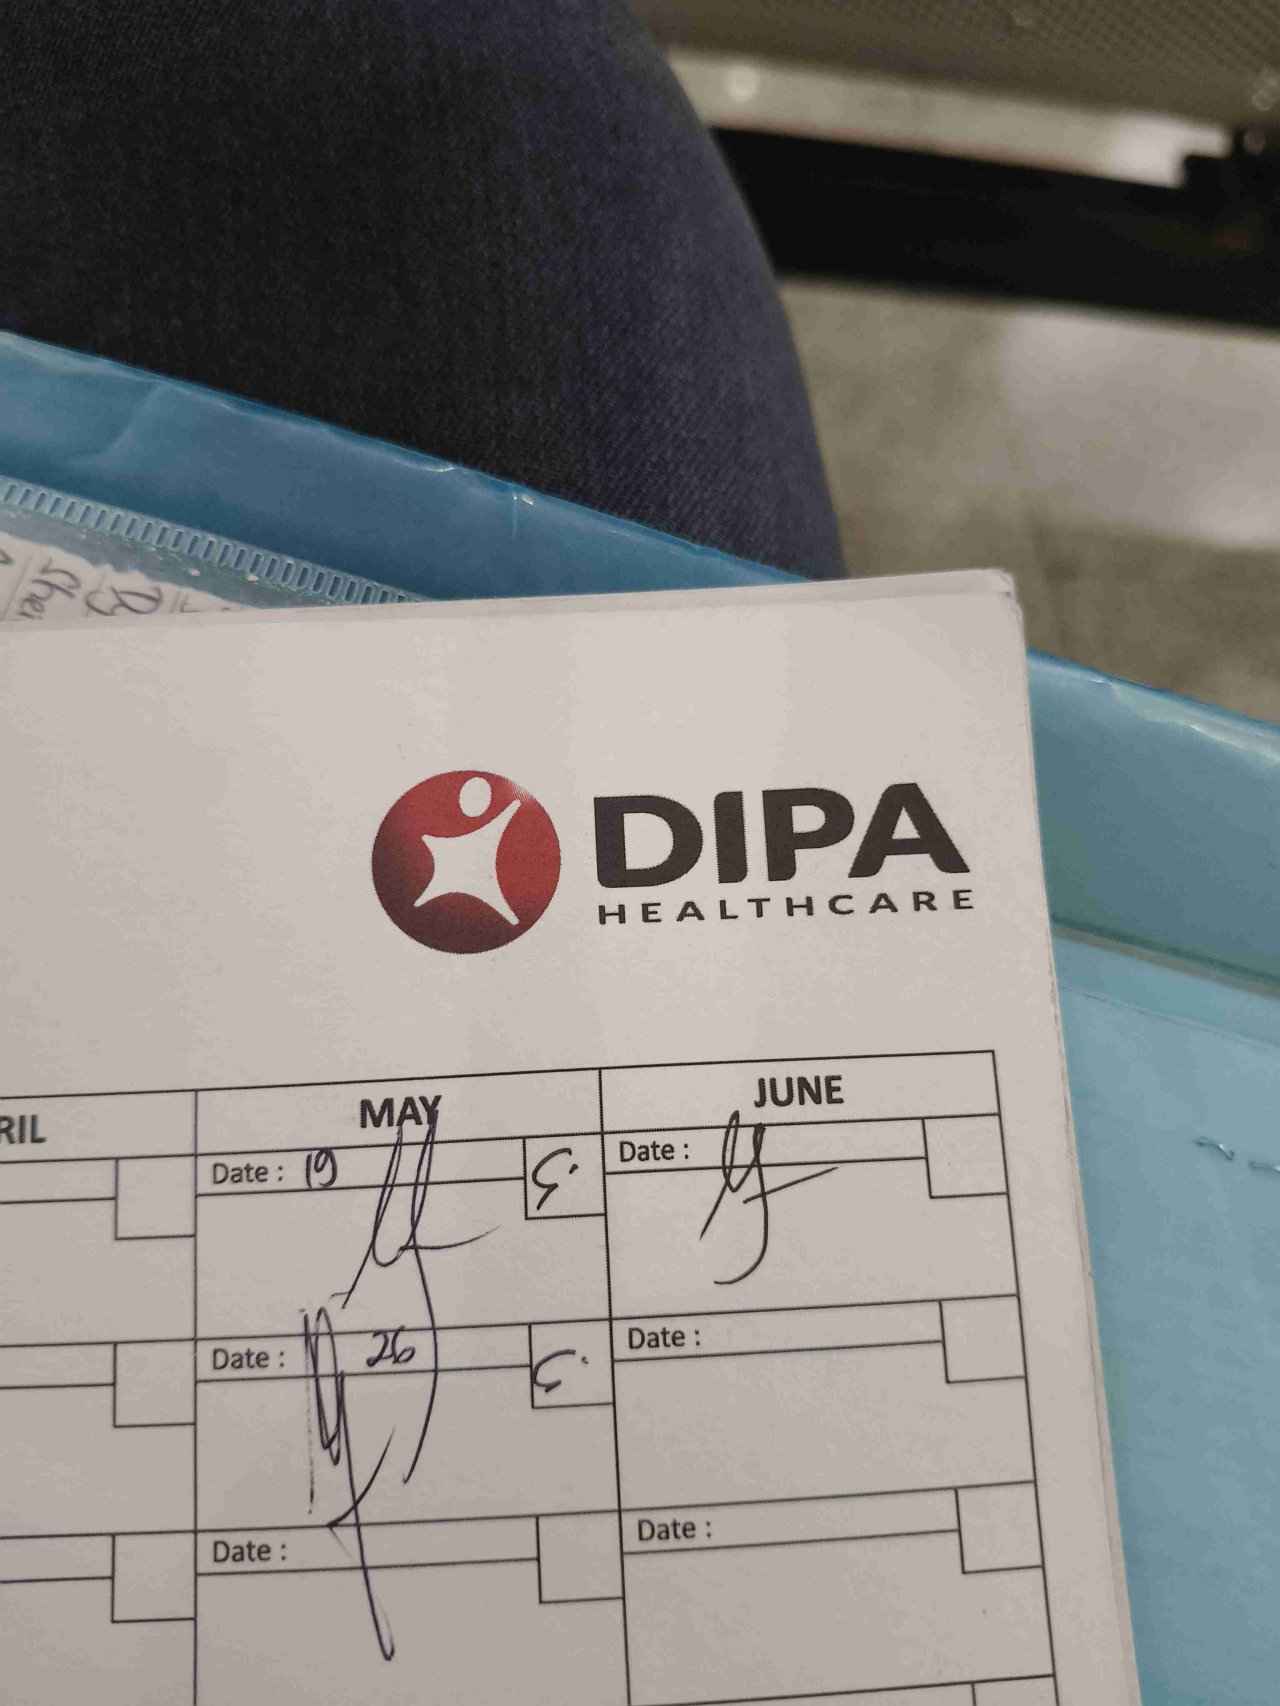 DIPA
HEALTHCARE
RIL
MAY
JUNE
Date : 19
Date :
Date : 26
Date :
Date :
Date :